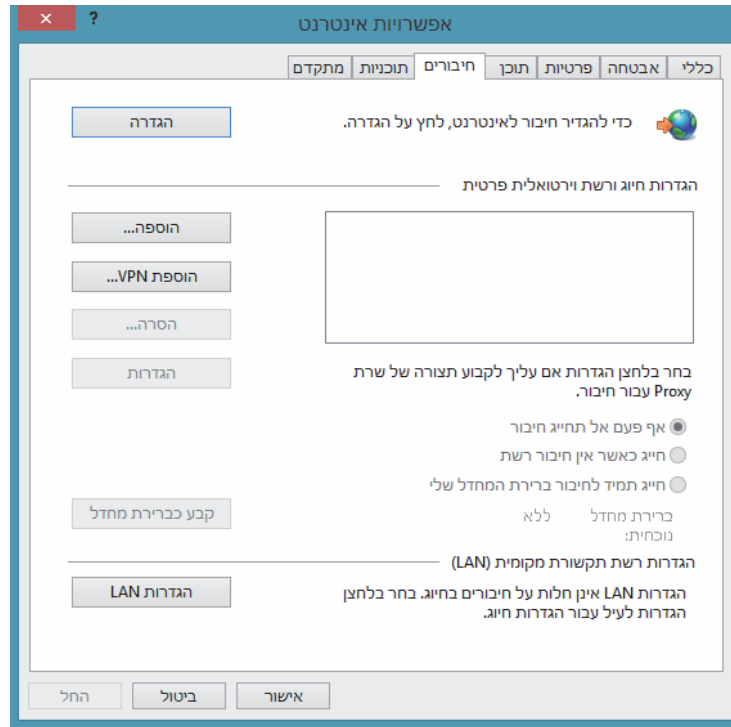 אפשרויות אינטרנט
?
כללי אבטחה פרטיות תוכן חיבורים תוכניות מתקדם
כדי להגדיר חיבור לאינטרנט, לחץ על הגדרה.
הגדרה
הגדרות חיוג ורשת וירטואלית פרטית
הוספה...
הוספת VPN...
הסרה...
בחר בלחצן הגדרות אם עליך לקבוע תצורה של שרת
Proxy עבור חיבור.
הגדרות
אף פעם אל תחייג חיבור
חייג כאשר אין חיבור רשת
חייג תמיד לחיבור ברירת המחדל שלי
ברירת מחדל
נוכחית:
ללא
קבע כברירת מחדל
הגדרות רשת תקשורת מקומית (LAN)
הגדרות LAN אינן חלות על חיבורים בחיוג. בחר בלחצן
הגדרות לעיל עבור הגדרות חיוג.
הגדרות LAN
אישור
ביטול
החל